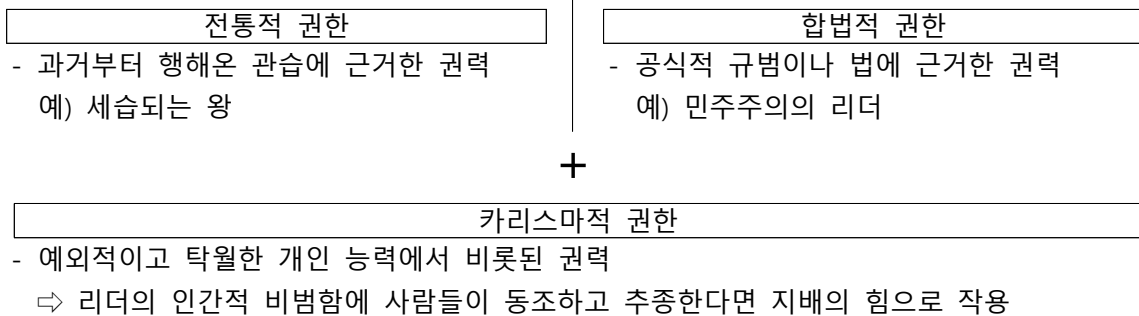 전통적 권한
- 과거부터 행해온 관습에 근거한 권력
예) 세습되는 왕
합법적 권한
- 공식적 규범이나 법에 근거한 권력
예) 민주주의의 리더
+
카리스마적 권한
- 예외적이고 탁월한 개인 능력에서 비롯된 권력
⇨ 리더의 인간적 비범함에 사람들이 동조하고 추종한다면 지배의 힘으로 작용